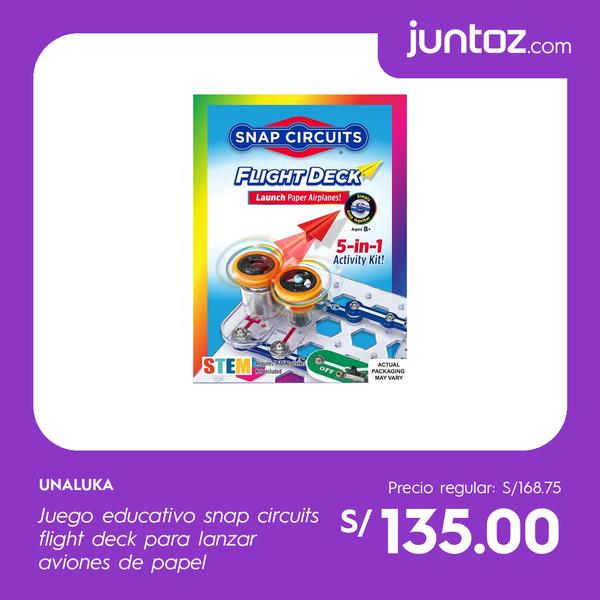 juntoz.com
SNAP CIRCUITS
®
FLIGHT DECK
Launch Paper Airplanes!
Ages 8+
5-in-1
Activity Kit!
STEM
OFF
ACTUAL
PACKAGING
MAY VARY
UNALUKA
Juego educativo snap circuits
flight deck para lanzar
aviones de papel
Precio regular: S/168.75
S/135.00